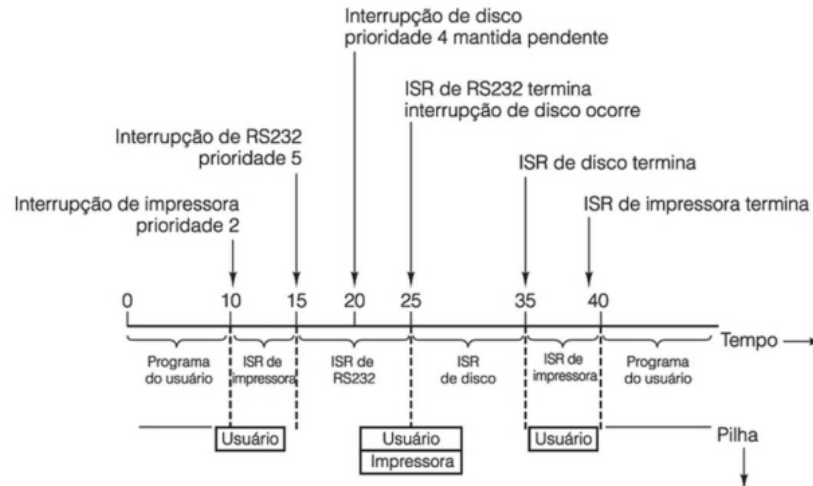 Interrupção de disco
prioridade 4 mantida pendente
ISR de RS232 termina
interrupção de disco ocorre
Interrupção de RS232
prioridade 5
ISR de disco termina
Interrupção de impressora
prioridade 2
ISR de impressora termina
0 10 15 20 25 35 40
Tempo
Programa do usuário
ISR de impressora
ISR de RS232
ISR de disco
ISR de impressora
Programa do usuário
Usuário
Usuário
Impressora
Usuário
Pilha